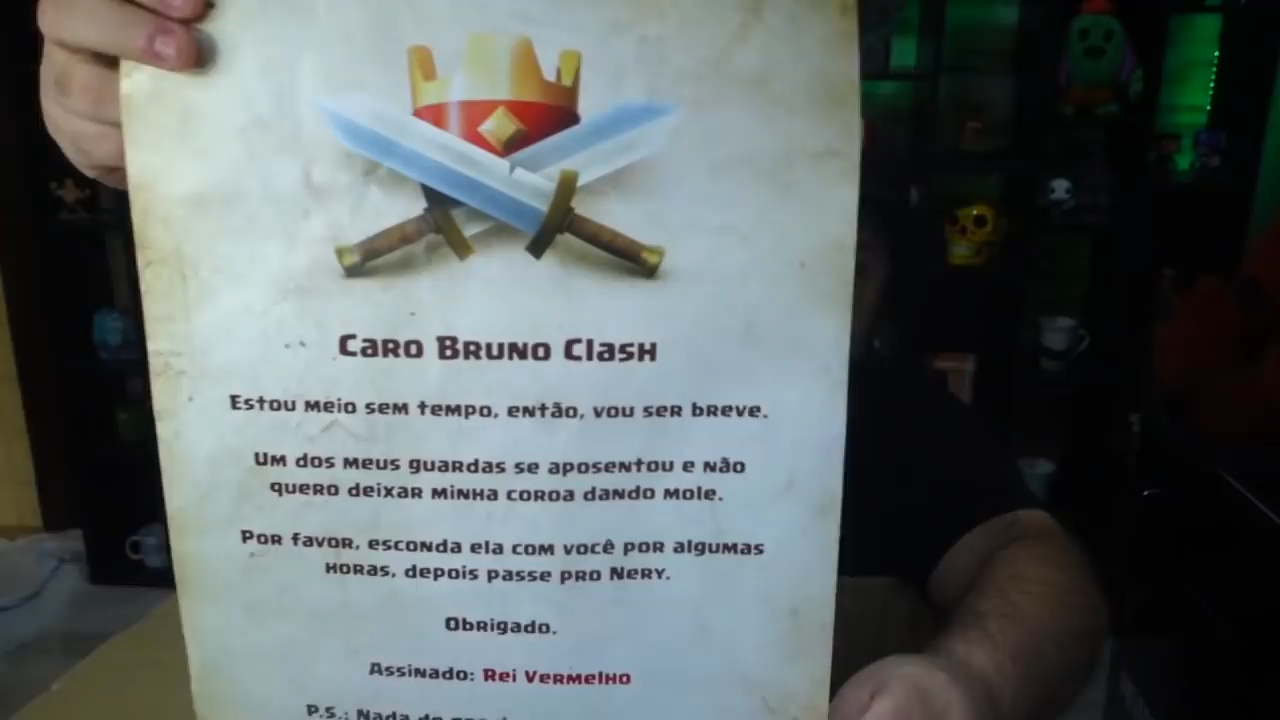 Caro Bruno Clash
Estou meio sem tempo, então, vou ser breve.
Um dos meus guardas se aposentou e não
quero deixar minha coroa dando mole.
Por favor, esconda ela com você por algumas
horas, depois passe pro Nery.
Obrigado.
Assinado: Rei Vermelho
P.S.: Nada de